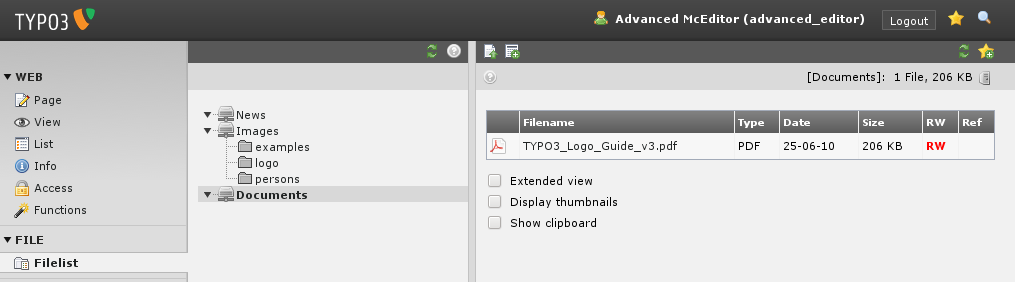 TYPO3
Advanced McEditor (advanced_editor)
Logout
WEB
Page
View
List
Info
Access
Functions
FILE
Filelist
News
Images
examples
logo
persons
Documents
[Documents]: 1 File, 206 KB
Filename Type Date Size RW Ref
TYPO3_Logo_Guide_v3.pdf PDF 25-06-10 206 KB RW
Extended view
Display thumbnails
Show clipboard